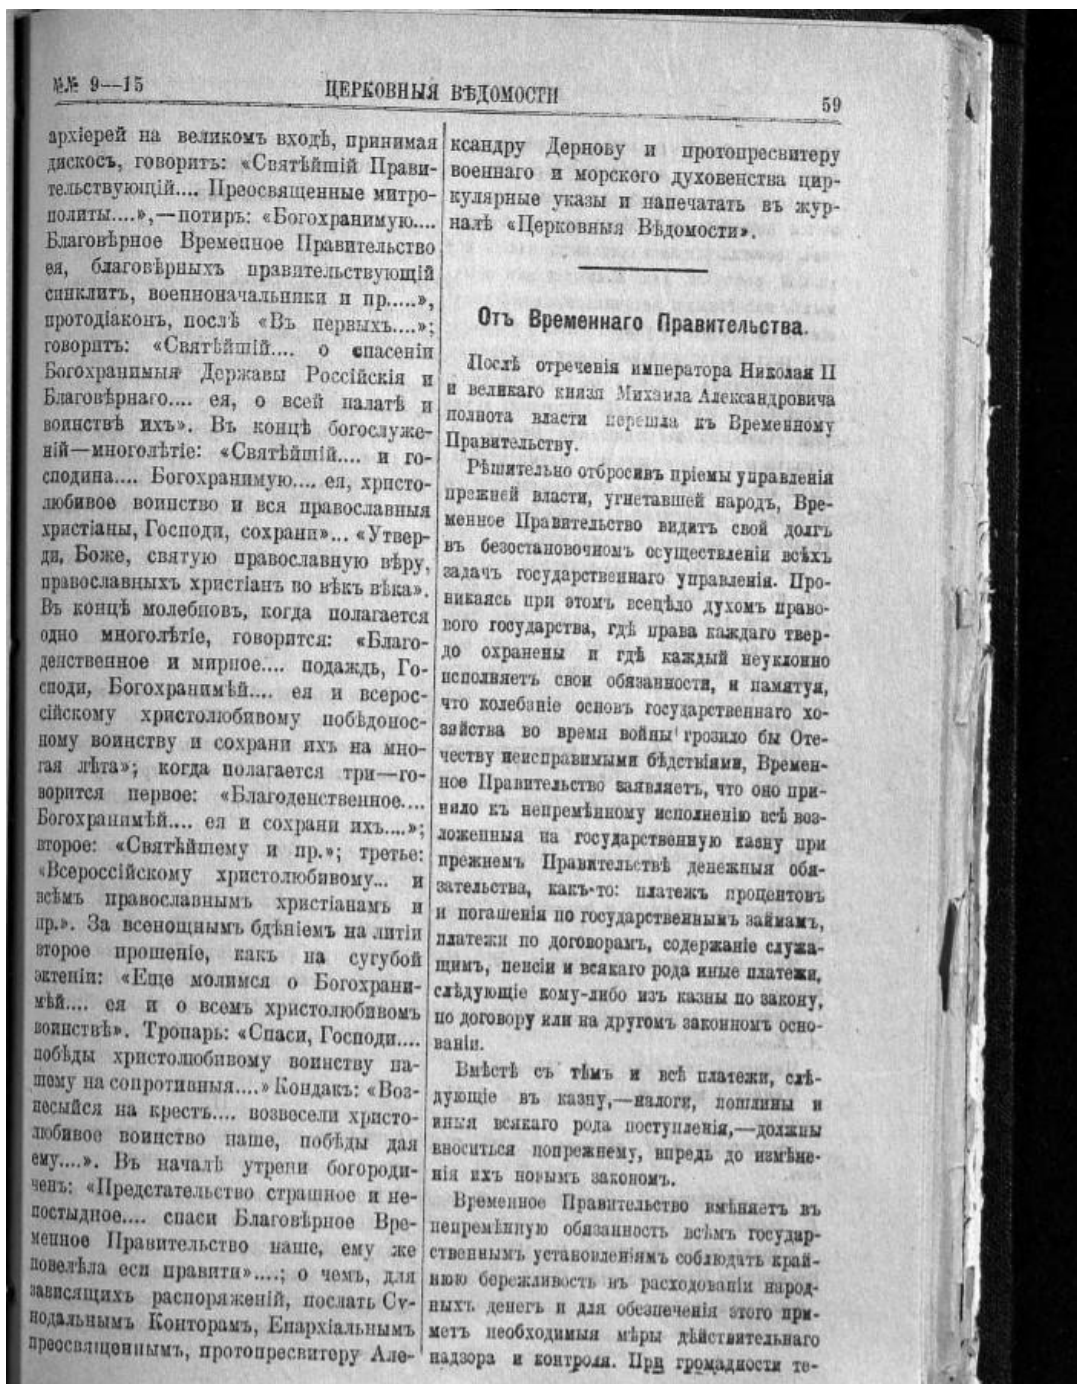 №№ 9—15
ЦЕРКОВНЫЯ ВѢДОМОСТИ
59
архіерей на великомъ входѣ, принимая
дискосъ, говоритъ: «Святѣйшій Прави-
тельствующій.... Преосвященные митро-
политы....»,—потиръ: «Богохранимую....
Благовѣрное Временное Правительство
ея, благовѣрныхъ правительствующій
синклитъ, военноначальники и пр.....»,
протодіаконъ, послѣ «Въ первыхъ....»;
говоритъ: «Святѣйшій.... о спасеніи
Богохранимыя Державы Россійскія и
Благовѣрнаго.... ея, о всей палатѣ и
воинствѣ ихъ». Въ концѣ богослуже-
ній—многолѣтіе: «Святѣйшій.... и го-
сподина.... Богохранимую.... ея, христо-
любивое воинство и вся православныя
христіаны, Господи, сохрани»... «Утвер-
ди, Боже, святую православную вѣру,
православныхъ христіанъ во вѣкъ вѣка».
Въ концѣ молебновъ, когда полагается
одно многолѣтіе, говорится: «Благо-
денственное и мирное.... подаждь, Го-
споди, Богохранимѣй.... ея и всерос-
сійскому христолюбивому побѣдонос-
ному воинству и сохрани ихъ на мно-
гая лѣта»; когда полагается три—го-
ворится первое: «Благоденственное....
Богохранимѣй.... ея и сохрани ихъ....»;
второе: «Святѣйшему и пр.»; третье:
«Всероссійскому христолюбивому... и
всѣмъ православнымъ христіанамъ и
пр.». За всенощнымъ бдѣніемъ на литіи
второе прошеніе, какъ на сугубой
эктеніи: «Еще молимся о Богохрани-
мѣй.... ея и о всемъ христолюбивомъ
воинствѣ». Тропарь: «Спаси, Господи....
побѣды христолюбивому воинству на-
шему на сопротивныя....» Кондакъ: «Воз-
несыйся на крестъ.... возвесели христо-
любивое воинство наше, побѣды дая
ему....». Въ началѣ утрени богороди-
ченъ: «Предстательство страшное и не-
постыдное.... спаси Благовѣрное Вре-
менное Правительство наше, ему же
повелѣла еси правити»....; о чемъ, для
зависящихъ распоряженій, послать Сѵ-
нодальнымъ Конторамъ, Епархіальнымъ
преосвященнымъ, протопресвитеру Але-
ксандру Дернову и протопресвитеру
военнаго и морского духовенства цир-
кулярные указы и напечатать въ жур-
налѣ «Церковныя Вѣдомости».
Отъ Временнаго Правительства.
Послѣ отреченія императора Николая II
и великаго князя Михаила Александровича
полнота власти перешла къ Временному
Правительству.
Рѣшительно отбросивъ пріемы управленія
прежней власти, угнетавшей народъ, Вре-
менное Правительство видитъ свой долгъ
въ безостановочномъ осуществленіи всѣхъ
задачъ государственнаго управленія. Про-
никаясь при этомъ всецѣло духомъ право-
вого государства, гдѣ права каждаго твер-
до охранены и гдѣ каждый неуклонно
исполняетъ свои обязанности, и памятуя,
что колебаніе основъ государственнаго хо-
зяйства во время войны грозило бы Оте-
честву неисправимыми бѣдствіями, Времен-
ное Правительство заявляетъ, что оно при-
няло къ непремѣнному исполненію всѣ воз-
ложенныя на государственную казну при
прежнемъ Правительствѣ денежныя обя-
зательства, какъ-то: платежъ процентовъ
и погашенія по государственнымъ займамъ,
платежи по договорамъ, содержаніе служа-
щимъ, пенсіи и всякаго рода иные платежи,
слѣдующіе кому-либо изъ казны по закону,
по договору или на другомъ законномъ осно-
ваніи.
Вмѣстѣ съ тѣмъ и всѣ платежи, слѣ-
дующіе въ казну,—налоги, пошлины и
иныя всякаго рода поступленія,—должны
вноситься попрежнему, впредь до измѣне-
нія ихъ новымъ закономъ.
Временное Правительство вмѣняетъ въ
непремѣнную обязанность всѣмъ государ-
ственнымъ установленіямъ соблюдать край-
нюю бережливость въ расходованіи народ-
ныхъ денегъ и для обезпеченія этого при-
метъ необходимыя мѣры дѣйствительнаго
надзора и контроля. При громадности те-